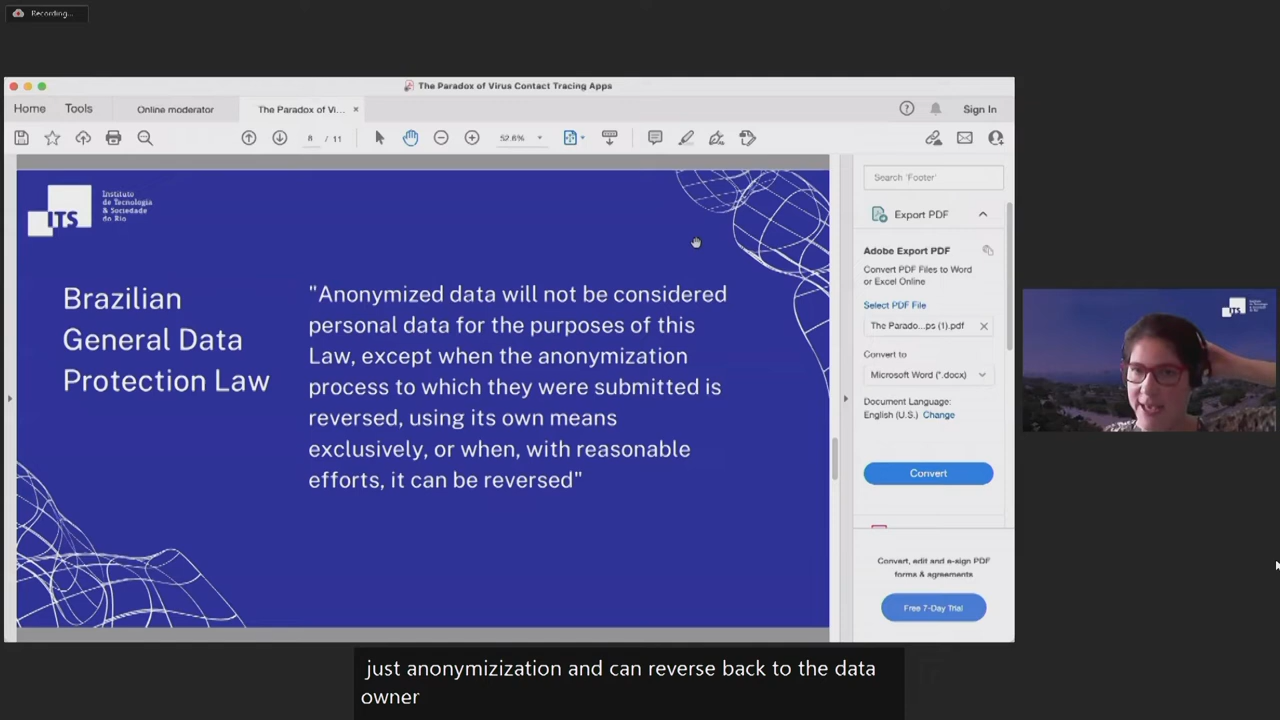 Recording...
The Paradox of Virus Contact Tracing Apps
Home
Tools
Online moderator
The Paradox of Vi...
Sign In
8 / 11
52.6%
ITS
Instituto
de Tecnologia
& Sociedade
do Rio
Brazilian
General Data
Protection Law
"Anonymized data will not be considered
personal data for the purposes of this
Law, except when the anonymization
process to which they were submitted is
reversed, using its own means
exclusively, or when, with reasonable
efforts, it can be reversed"
Search 'Footer'
Export PDF
Adobe Export PDF
Convert PDF Files to Word
or Excel Online
Select PDF File
The Parado...ps (1).pdf
Convert to
Microsoft Word (*.docx)
Document Language:
English (U.S.) Change
Convert
Convert, edit and e-sign PDF
forms & agreements
Free 7-Day Trial
ITS
just anonymizization and can reverse back to the data
owner